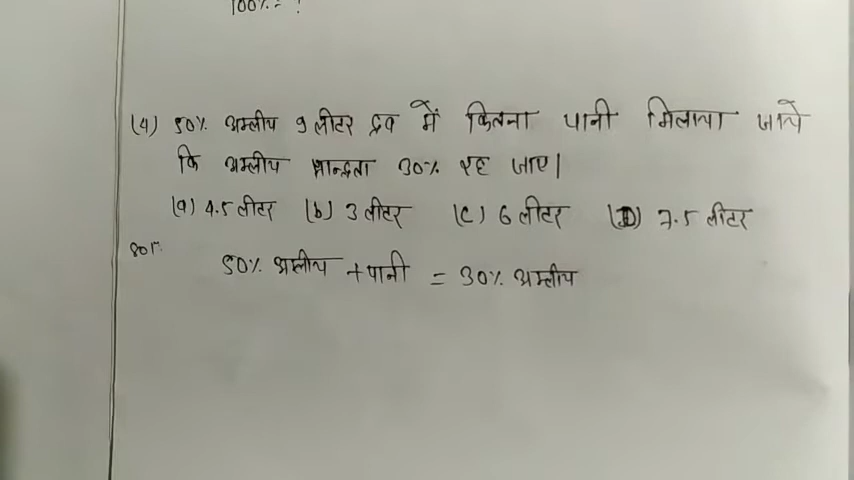 100% = ?
(4) 50% अम्लीय 9 लीटर द्रव में कितना पानी मिलाया जाये
कि अम्लीय सान्द्रता 30% रह जाए।
(a) 4.5 लीटर (b) 3 लीटर (c) 6 लीटर (D) 7.5 लीटर
Sol:
50% अम्लीय + पानी = 30% अम्लीय